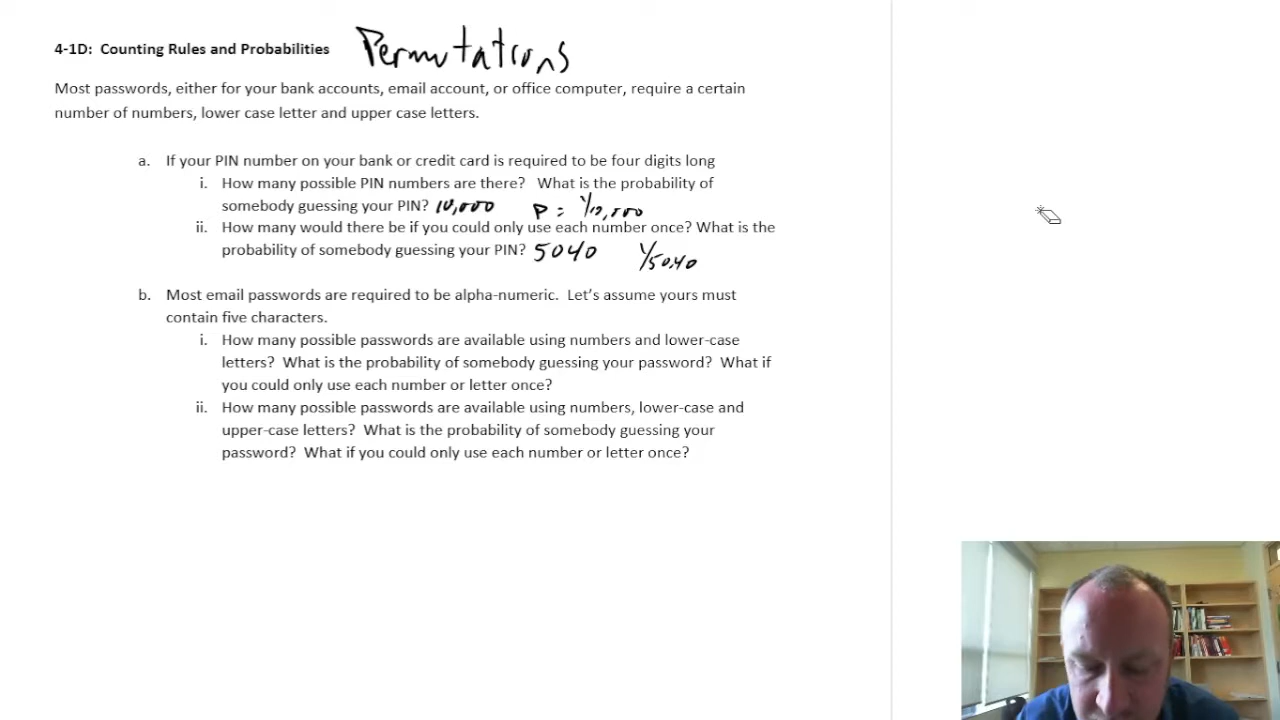 4-1D: Counting Rules and Probabilities Permutations
Most passwords, either for your bank accounts, email account, or office computer, require a certain
number of numbers, lower case letter and upper case letters.
a. If your PIN number on your bank or credit card is required to be four digits long
i. How many possible PIN numbers are there? What is the probability of
somebody guessing your PIN? 10,000 P = 1/10,000
ii. How many would there be if you could only use each number once? What is the
probability of somebody guessing your PIN? 5040 1/5040
b. Most email passwords are required to be alpha-numeric. Let's assume yours must
contain five characters.
i. How many possible passwords are available using numbers and lower-case
letters? What is the probability of somebody guessing your password? What if
you could only use each number or letter once?
ii. How many possible passwords are available using numbers, lower-case and
upper-case letters? What is the probability of somebody guessing your
password? What if you could only use each number or letter once?